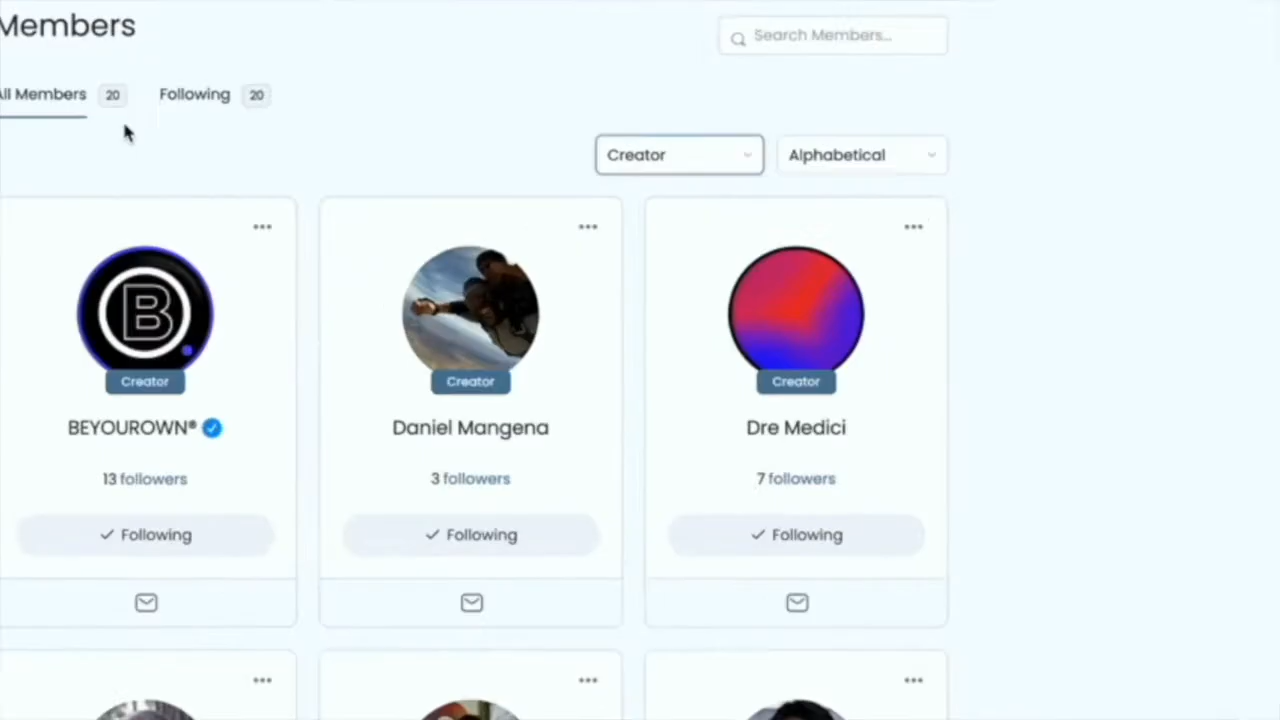 Members
Search Members...
All Members 20 Following 20
Creator Alphabetical
B
Creator Creator Creator
BEYOUROWN® Daniel Mangena Dre Medici
13 followers 3 followers 7 followers
Following Following Following